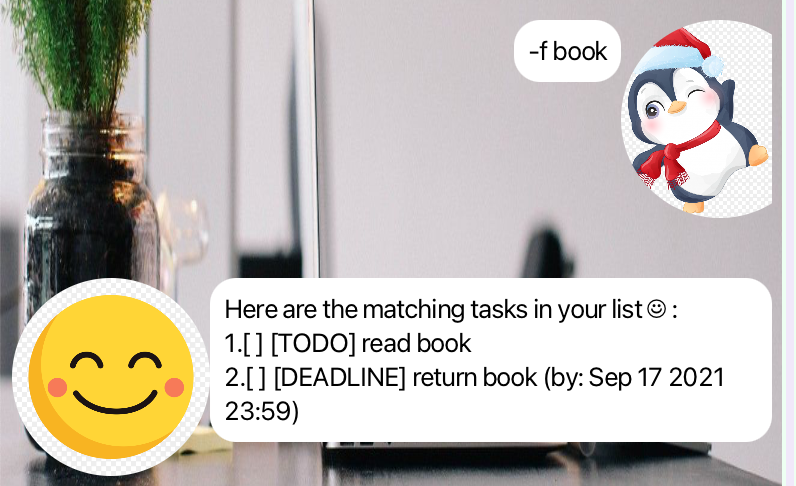 -f book
Here are the matching tasks in your list☺:
1.[ ] [TODO] read book
2.[ ] [DEADLINE] return book (by: Sep 17 2021
23:59)